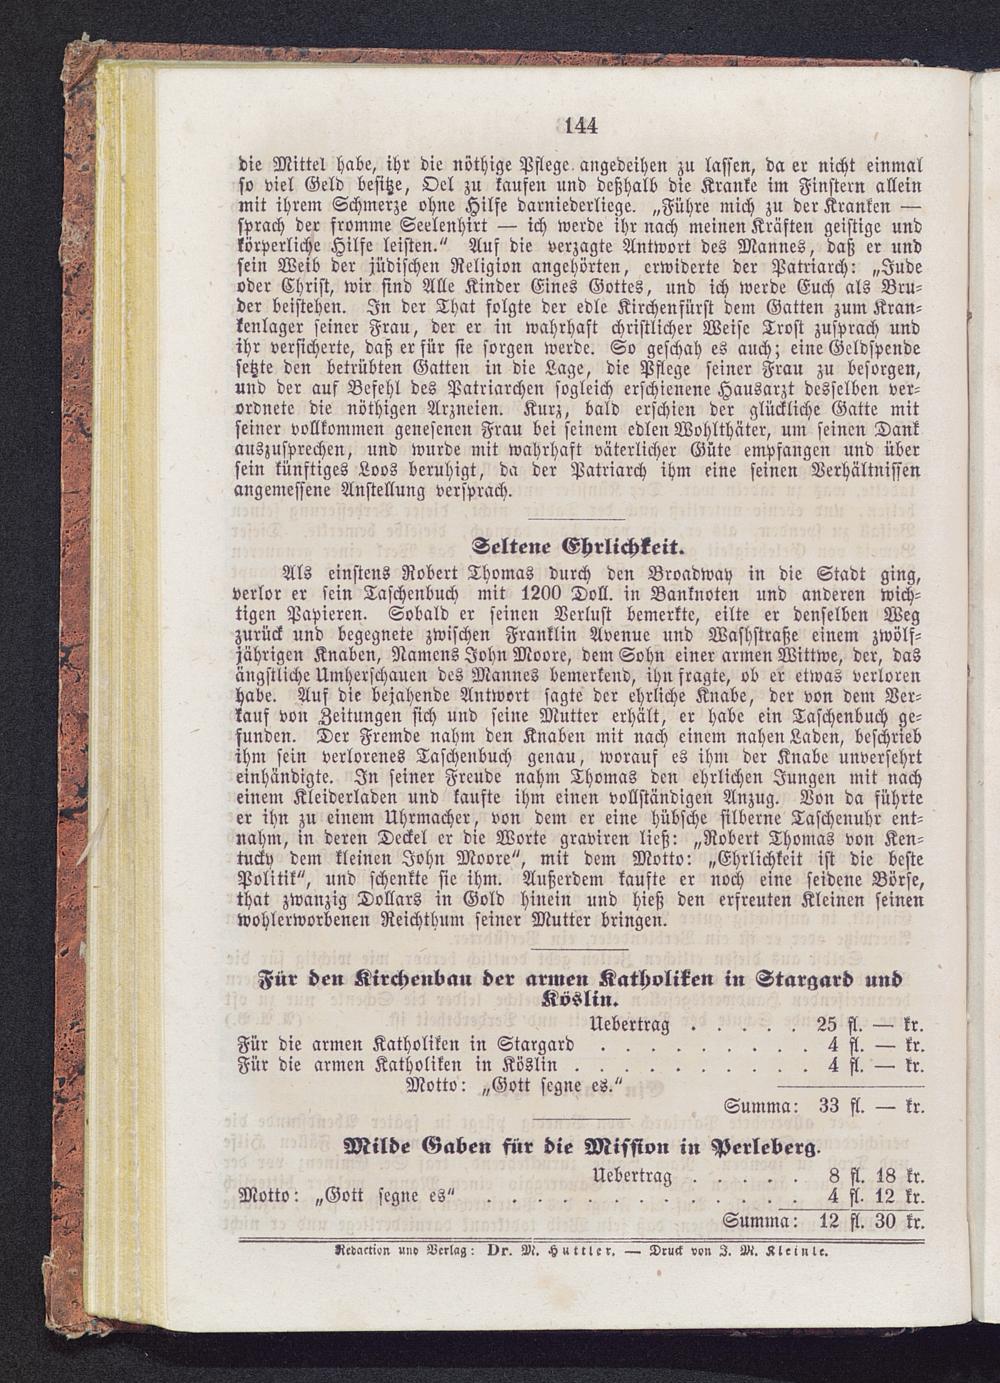 144
die Mittel habe, ihr die nöthige Pflege angedeihen zu lassen, da er nicht einmal
so viel Geld besitze, Oel zu kaufen und deßhalb die Kranke im Finstern allein
mit ihrem Schmerze ohne Hilfe darniederliege. „Führe mich zu der Kranken —
sprach der fromme Seelenhirt — ich werde ihr nach meinen Kräften geistige und
körperliche Hilfe leisten.“ Auf die verzagte Antwort des Mannes, daß er und
sein Weib der jüdischen Religion angehörten, erwiderte der Patriarch: „Jude
oder Christ, wir sind Alle Kinder Eines Gottes, und ich werde Euch als Bru-
der beistehen. In der That folgte der edle Kirchenfürst dem Gatten zum Kran-
kenlager seiner Frau, der er in wahrhaft christlicher Weise Trost zusprach und
ihr versicherte, daß er für sie sorgen werde. So geschah es auch; eine Geldspende
setzte den betrübten Gatten in die Lage, die Pflege seiner Frau zu besorgen,
und der auf Befehl des Patriarchen sogleich erschienene Hausarzt desselben ver-
ordnete die nöthigen Arzneien. Kurz, bald erschien der glückliche Gatte mit
seiner vollkommen genesenen Frau bei seinem edlen Wohlthäter, um seinen Dank
auszusprechen, und wurde mit wahrhaft väterlicher Güte empfangen und über
sein künftiges Loos beruhigt, da der Patriarch ihm eine seinen Verhältnissen
angemessene Anstellung versprach.
Seltene Ehrlichkeit.
Als einstens Robert Thomas durch den Broadway in die Stadt ging,
verlor er sein Taschenbuch mit 1200 Doll. in Banknoten und anderen wich-
tigen Papieren. Sobald er seinen Verlust bemerkte, eilte er denselben Weg
zurück und begegnete zwischen Franklin Avenue und Washstraße einem zwölf-
jährigen Knaben, Namens John Moore, dem Sohn einer armen Wittwe, der, das
ängstliche Umherschauen des Mannes bemerkend, ihn fragte, ob er etwas verloren
habe. Auf die bejahende Antwort sagte der ehrliche Knabe, der von dem Ver-
kauf von Zeitungen sich und seine Mutter erhält, er habe ein Taschenbuch ge-
funden. Der Fremde nahm den Knaben mit nach einem nahen Laden, beschrieb
ihm sein verlorenes Taschenbuch genau, worauf es ihm der Knabe unversehrt
einhändigte. In seiner Freude nahm Thomas den ehrlichen Jungen mit nach
einem Kleiderladen und kaufte ihm einen vollständigen Anzug. Von da führte
er ihn zu einem Uhrmacher, von dem er eine hübsche silberne Taschenuhr ent-
nahm, in deren Deckel er die Worte graviren ließ: „Robert Thomas von Ken-
tucky dem kleinen John Moore“, mit dem Motto: „Ehrlichkeit ist die beste
Politik“, und schenkte sie ihm. Außerdem kaufte er noch eine seidene Börse,
that zwanzig Dollars in Gold hinein und hieß den erfreuten Kleinen seinen
wohlerworbenen Reichthum seiner Mutter bringen.
Für den Kirchenbau der armen Katholiken in Stargard und
Köslin.
Uebertrag . . . . . . 25 fl. — kr.
Für die armen Katholiken in Stargard . . . . . . . . . . 4 fl. — kr.
Für die armen Katholiken in Köslin . . . . . . . . . . . 4 fl. — kr.
Motto: „Gott segne es.“
Summa: 33 fl. — kr.
Milde Gaben für die Mission in Perleberg.
Uebertrag . . . . . . 8 fl. 18 kr.
Motto: „Gott segne es“ . . . . . . . . . . . . . . 4 fl. 12 kr.
Summa: 12 fl. 30 kr.
Redaction und Verlag: Dr. M. Huttler. — Druck von J. M. Kleinle.